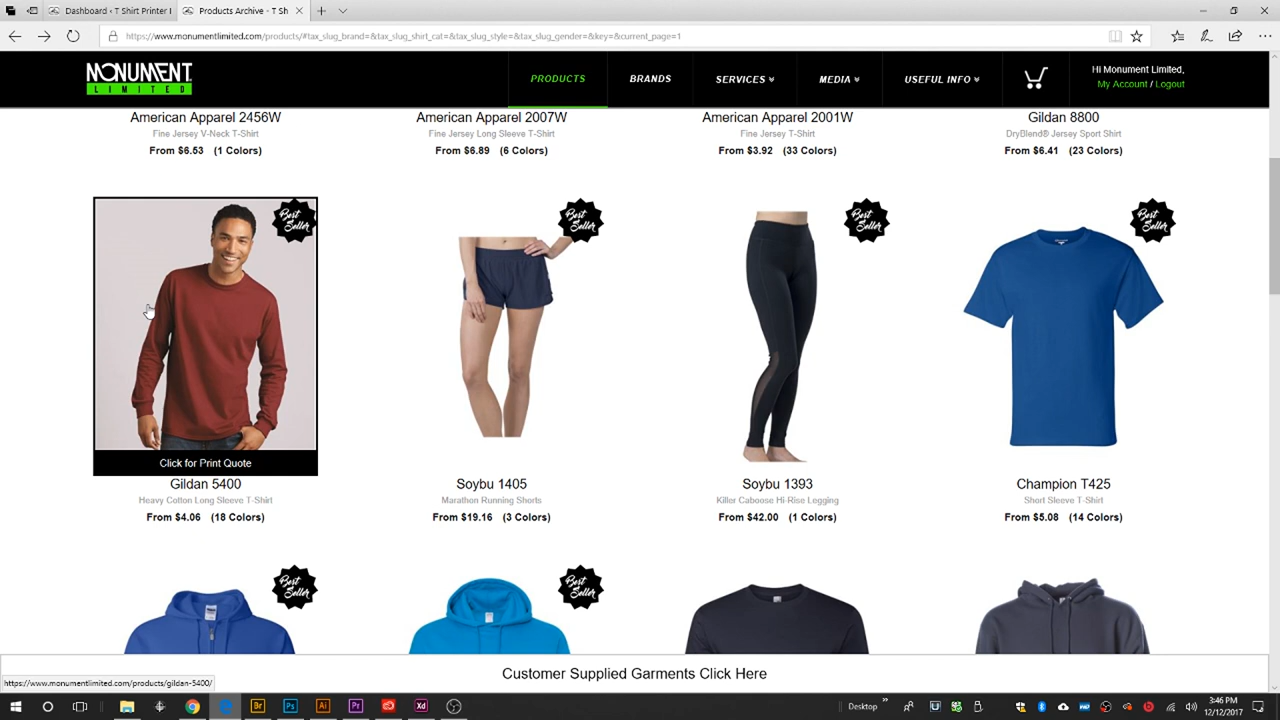 Dashboard ‹ T Shirt Printer I
Products Archive - T Sh
https://www.monumentlimited.com/products/#tax_slug_brand=&tax_slug_shirt_cat=&tax_slug_style=&tax_slug_gender=&key=&current_page=1
MONUMENT
LIMITED
PRODUCTS
BRANDS
SERVICES
MEDIA
USEFUL INFO
Hi Monument Limited,
My Account / Logout
American Apparel 2456W
Fine Jersey V-Neck T-Shirt
From $6.53 (1 Colors)
American Apparel 2007W
Fine Jersey Long Sleeve T-Shirt
From $6.89 (6 Colors)
American Apparel 2001W
Fine Jersey T-Shirt
From $3.92 (33 Colors)
Gildan 8800
DryBlend® Jersey Sport Shirt
From $6.41 (23 Colors)
Best
Seller
Click for Print Quote
Gildan 5400
Heavy Cotton Long Sleeve T-Shirt
From $4.06 (18 Colors)
Best
Seller
Soybu 1405
Marathon Running Shorts
From $19.16 (3 Colors)
Best
Seller
Soybu 1393
Killer Caboose Hi-Rise Legging
From $42.00 (1 Colors)
Best
Seller
Champion T425
Short Sleeve T-Shirt
From $5.08 (14 Colors)
Best
Seller
Best
Seller
Customer Supplied Garments Click Here
https://www.monumentlimited.com/products/gildan-5400/
Br
Ps
Ai
Pr
Xd
Desktop
3:46 PM
12/12/2017